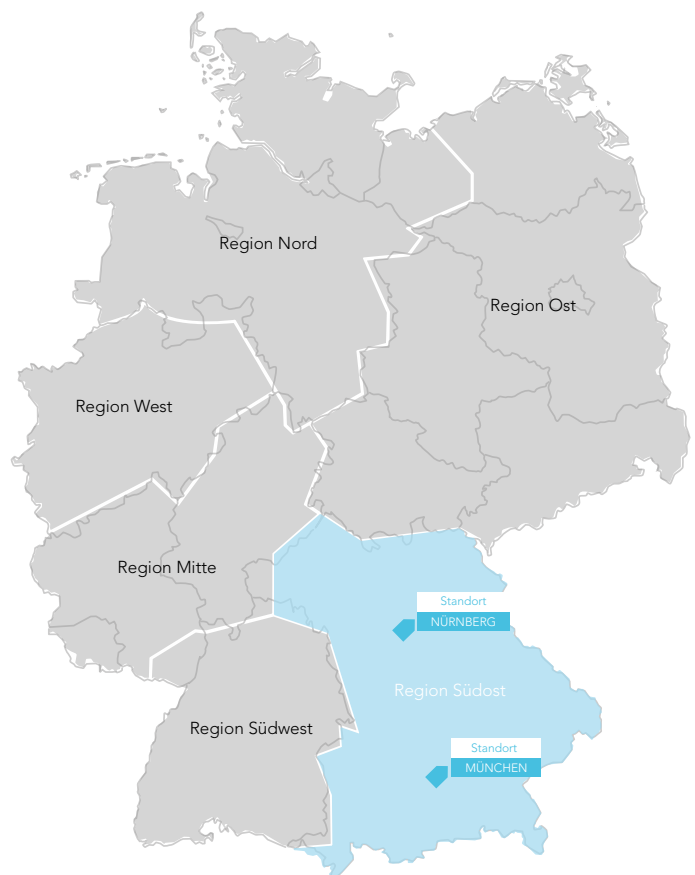 Region Nord
Region Ost
Region West
Region Mitte
Standort
NÜRNBERG
Region Südost
Region Südwest
Standort
MÜNCHEN